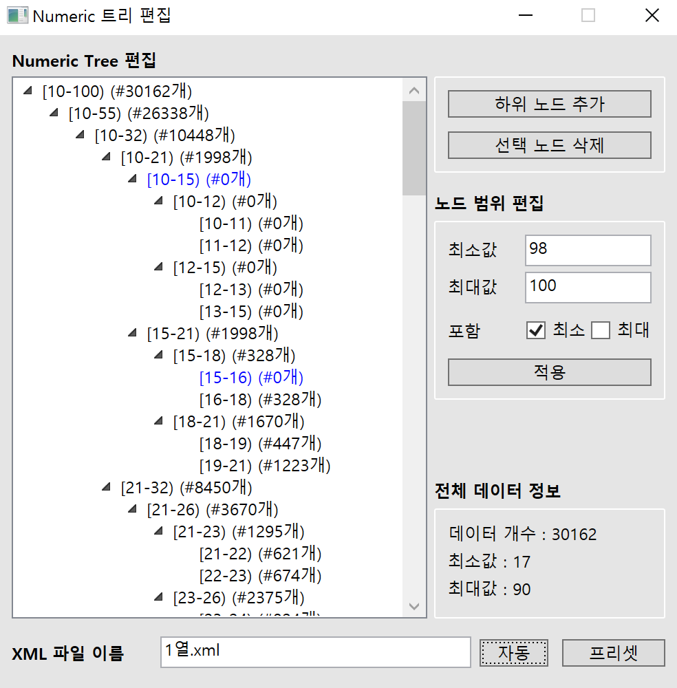 Numeric 트리 편집
Numeric Tree 편집
[10-100) (#30162개)
[10-55) (#26338개)
[10-32) (#10448개)
[10-21) (#1998개)
[10-15) (#0개)
[10-12) (#0개)
[10-11) (#0개)
[11-12) (#0개)
[12-15) (#0개)
[12-13) (#0개)
[13-15) (#0개)
[15-21) (#1998개)
[15-18) (#328개)
[15-16) (#0개)
[16-18) (#328개)
[18-21) (#1670개)
[18-19) (#447개)
[19-21) (#1223개)
[21-32) (#8450개)
[21-26) (#3670개)
[21-23) (#1295개)
[21-22) (#621개)
[22-23) (#674개)
[23-26) (#2375개)
하위 노드 추가
선택 노드 삭제
노드 범위 편집
최소값 98
최대값 100
포함 최소 최대
적용
전체 데이터 정보
데이터 개수 : 30162
최소값 : 17
최대값 : 90
XML 파일 이름 1열.xml 자동 프리셋